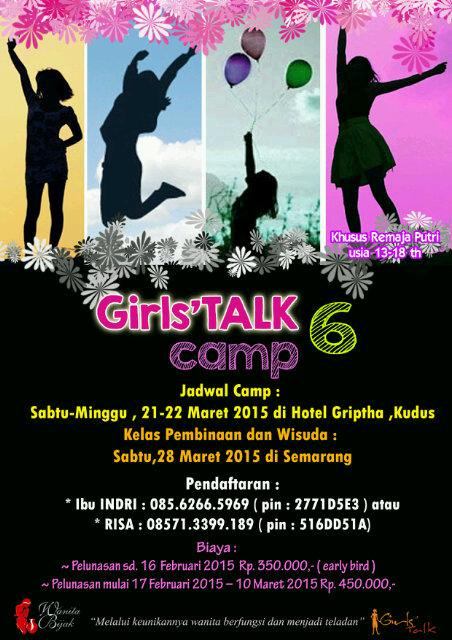 Khusus Remaja Putri
usia 13-18 th
Girls'TALK
camp 6
Jadwal Camp :
Sabtu-Minggu , 21-22 Maret 2015 di Hotel Griptha ,Kudus
Kelas Pembinaan dan Wisuda :
Sabtu,28 Maret 2015 di Semarang
Pendaftaran :
* Ibu INDRI : 085.6266.5969 ( pin : 2771D5E3 ) atau
* RISA : 08571.3399.189 ( pin : 516DD51A)
Biaya :
~ Pelunasan sd. 16 Februari 2015 Rp. 350.000,- ( early bird )
~ Pelunasan mulai 17 Februari 2015 – 10 Maret 2015 Rp. 450.000,-
Wanita
Bijak
"Melalui keunikannya wanita berfungsi dan menjadi teladan"
Girls'
Talk